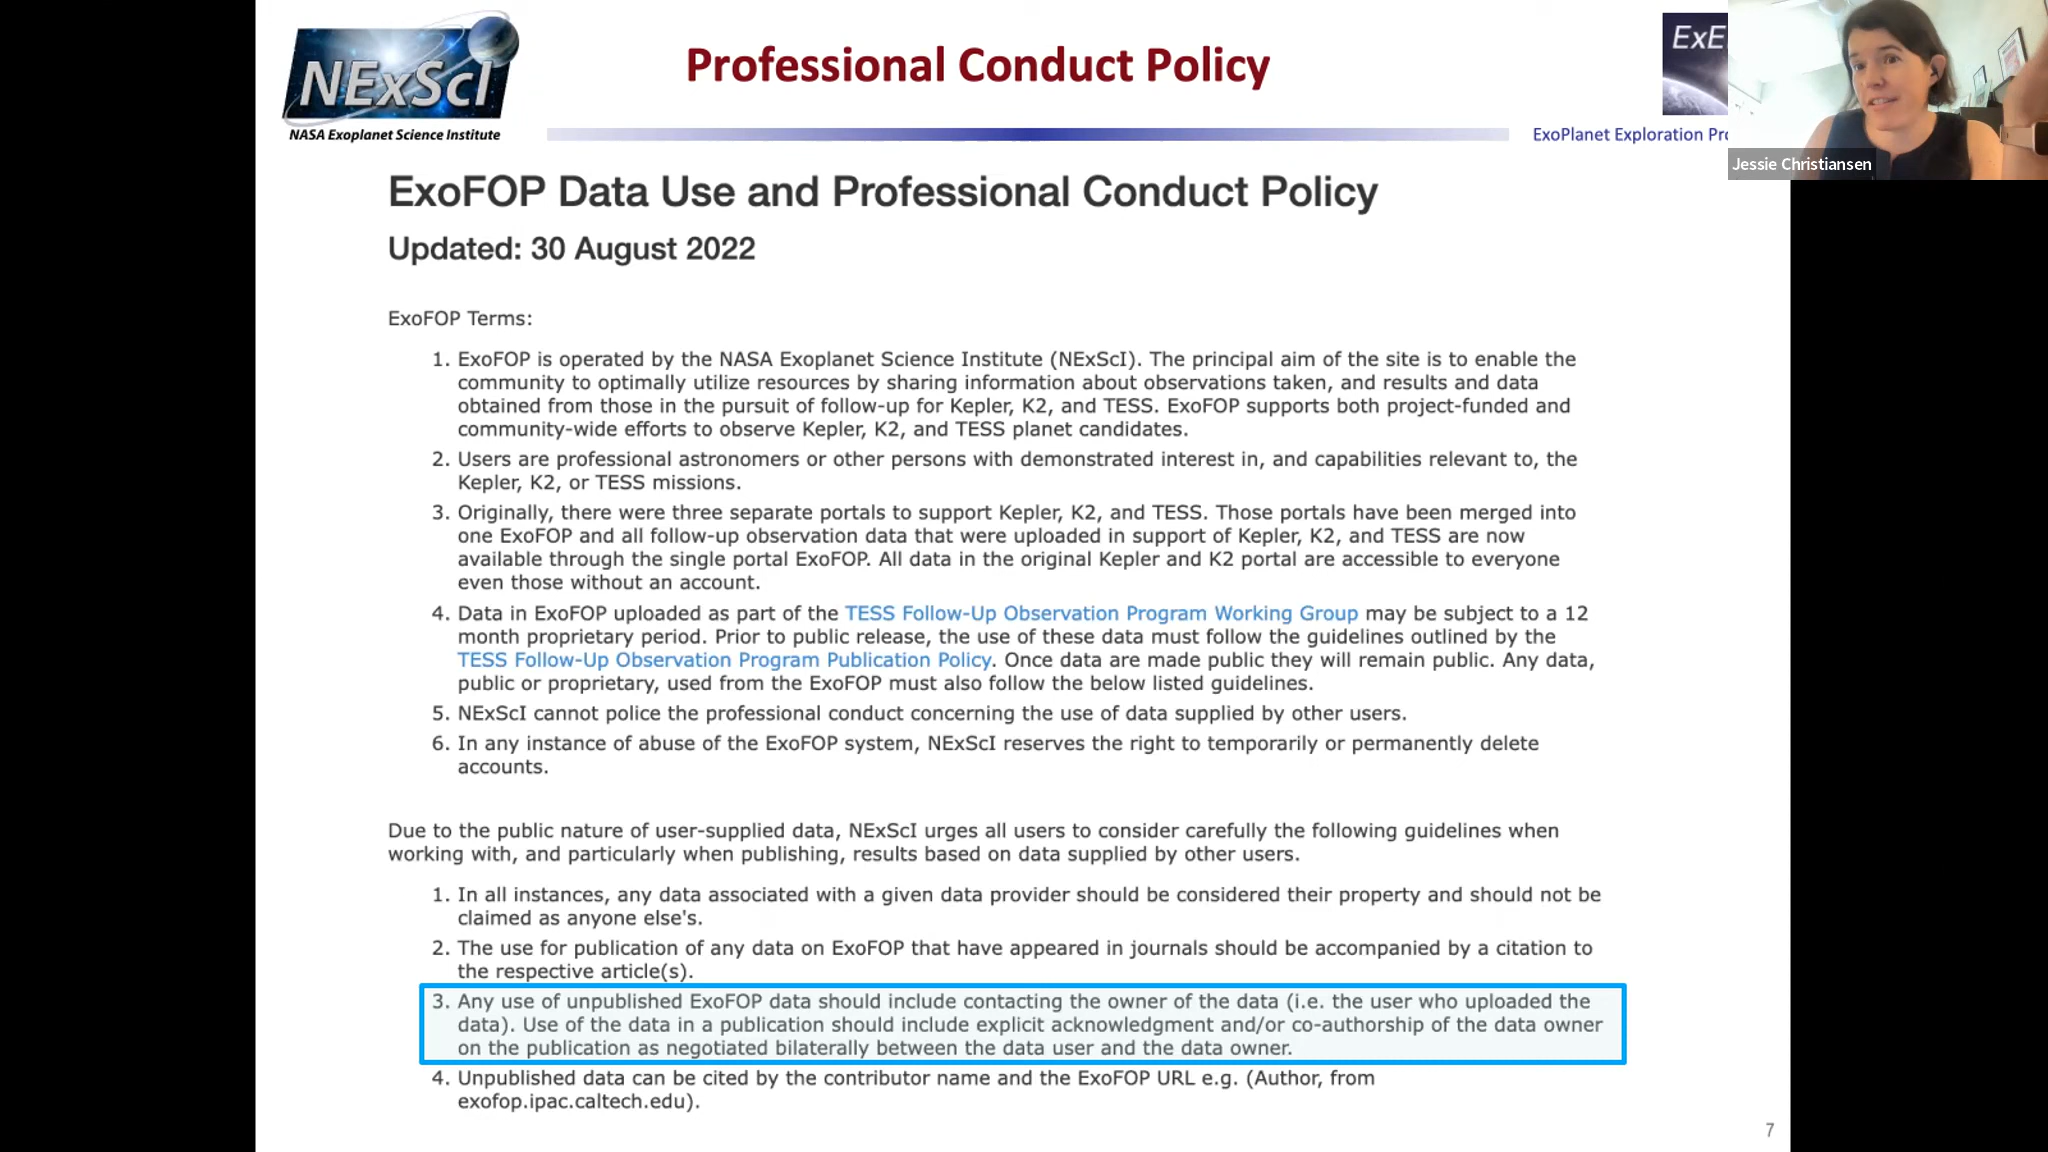 NExScI
NASA Exoplanet Science Institute
Professional Conduct Policy
ExE
ExoPlanet Exploration Pr
Jessie Christiansen
ExoFOP Data Use and Professional Conduct Policy
Updated: 30 August 2022
ExoFOP Terms:
1. ExoFOP is operated by the NASA Exoplanet Science Institute (NExScI). The principal aim of the site is to enable the
community to optimally utilize resources by sharing information about observations taken, and results and data
obtained from those in the pursuit of follow-up for Kepler, K2, and TESS. ExoFOP supports both project-funded and
community-wide efforts to observe Kepler, K2, and TESS planet candidates.
2. Users are professional astronomers or other persons with demonstrated interest in, and capabilities relevant to, the
Kepler, K2, or TESS missions.
3. Originally, there were three separate portals to support Kepler, K2, and TESS. Those portals have been merged into
one ExoFOP and all follow-up observation data that were uploaded in support of Kepler, K2, and TESS are now
available through the single portal ExoFOP. All data in the original Kepler and K2 portal are accessible to everyone
even those without an account.
4. Data in ExoFOP uploaded as part of the TESS Follow-Up Observation Program Working Group may be subject to a 12
month proprietary period. Prior to public release, the use of these data must follow the guidelines outlined by the
TESS Follow-Up Observation Program Publication Policy. Once data are made public they will remain public. Any data,
public or proprietary, used from the ExoFOP must also follow the below listed guidelines.
5. NExScI cannot police the professional conduct concerning the use of data supplied by other users.
6. In any instance of abuse of the ExoFOP system, NExScI reserves the right to temporarily or permanently delete
accounts.
Due to the public nature of user-supplied data, NExScI urges all users to consider carefully the following guidelines when
working with, and particularly when publishing, results based on data supplied by other users.
1. In all instances, any data associated with a given data provider should be considered their property and should not be
claimed as anyone else's.
2. The use for publication of any data on ExoFOP that have appeared in journals should be accompanied by a citation to
the respective article(s).
3. Any use of unpublished ExoFOP data should include contacting the owner of the data (i.e. the user who uploaded the
data). Use of the data in a publication should include explicit acknowledgment and/or co-authorship of the data owner
on the publication as negotiated bilaterally between the data user and the data owner.
4. Unpublished data can be cited by the contributor name and the ExoFOP URL e.g. (Author, from
exofop.ipac.caltech.edu).
7